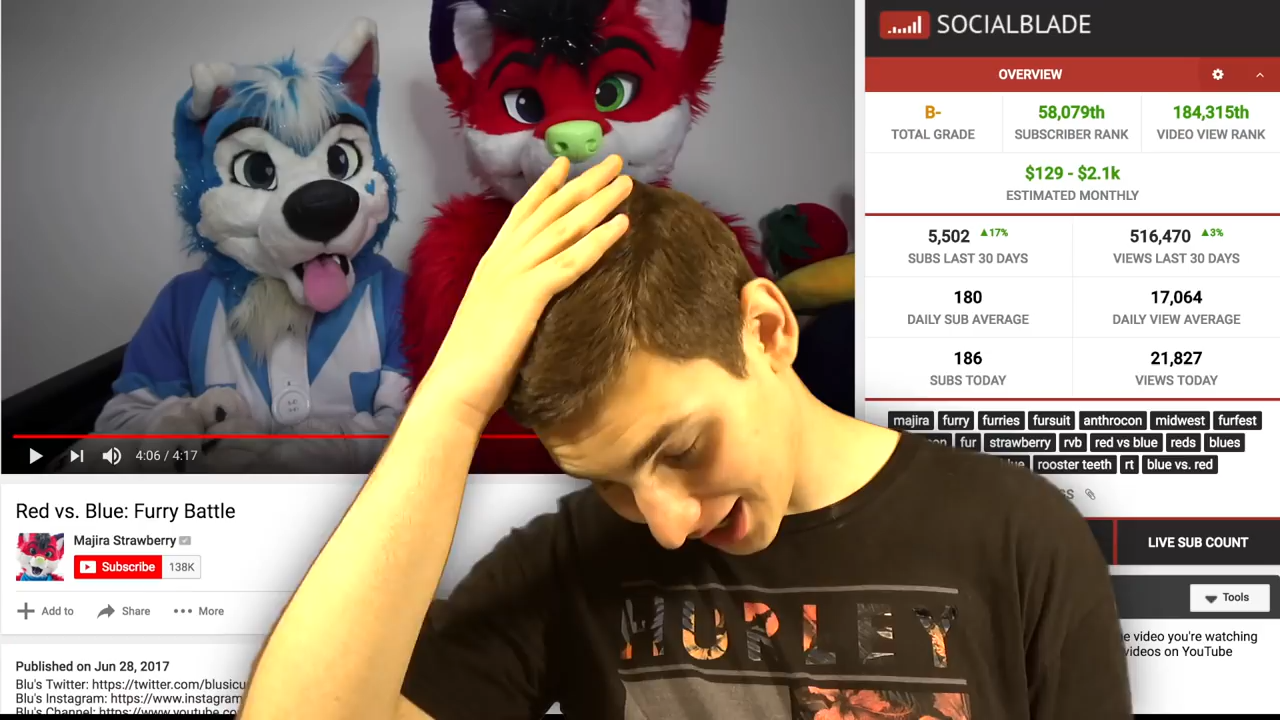 SOCIALBLADE
OVERVIEW
B-
TOTAL GRADE
58,079th
SUBSCRIBER RANK
184,315th
VIDEO VIEW RANK
$129 - $2.1k
ESTIMATED MONTHLY
5,502 ▲17%
SUBS LAST 30 DAYS
516,470 ▲3%
VIEWS LAST 30 DAYS
180
DAILY SUB AVERAGE
17,064
DAILY VIEW AVERAGE
186
SUBS TODAY
21,827
VIEWS TODAY
majira furry furries fursuit anthrocon midwest furfest
fur strawberry rvb red vs blue reds blues
rooster teeth rt blue vs. red
LIVE SUB COUNT
Tools
video you're watching
videos on YouTube
4:06 / 4:17
Red vs. Blue: Furry Battle
Majira Strawberry
Subscribe 138K
Add to Share More
Published on Jun 28, 2017
Blu's Twitter: https://twitter.com/blusicu
Blu's Instagram: https://www.instagram
Blu's Channel: https://www.youtube.co
HURLEY